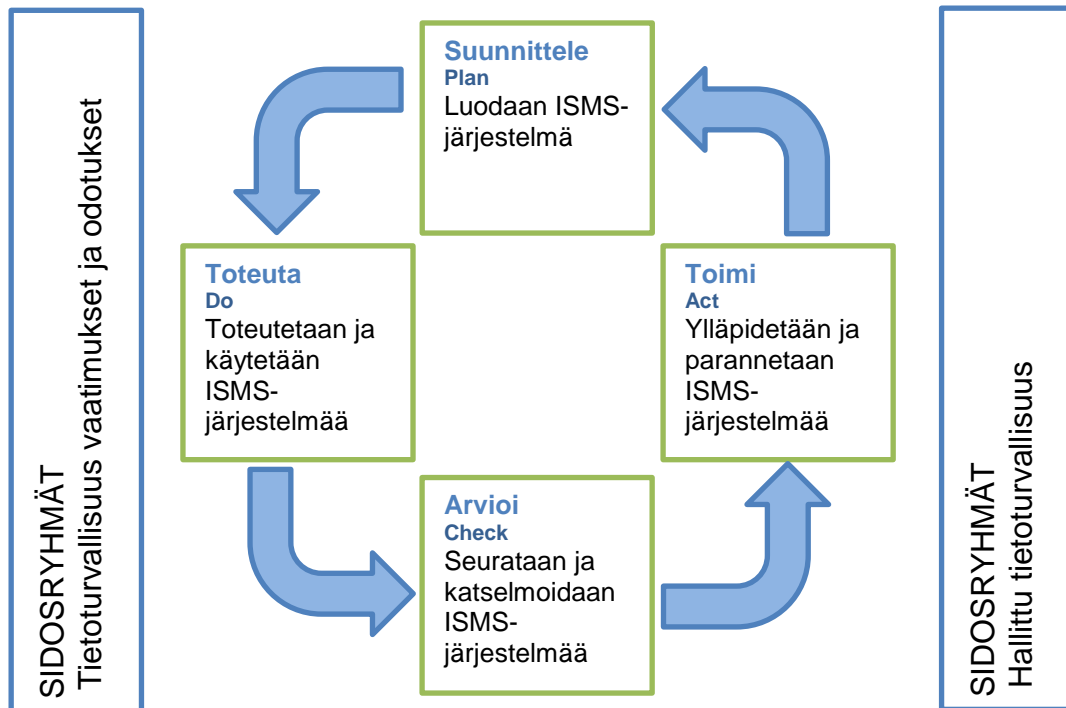 SIDOSRYHMÄT
Tietoturvallisuus vaatimukset ja odotukset
Suunnittele
Plan
Luodaan ISMS-
järjestelmä
Toteuta
Do
Toteutetaan ja
käytetään
ISMS-
järjestelmää
Arvioi
Check
Seurataan ja
katselmoidaan
ISMS-
järjestelmää
Toimi
Act
Ylläpidetään ja
parannetaan
ISMS-
järjestelmää
SIDOSRYHMÄT
Hallittu tietoturvallisuus